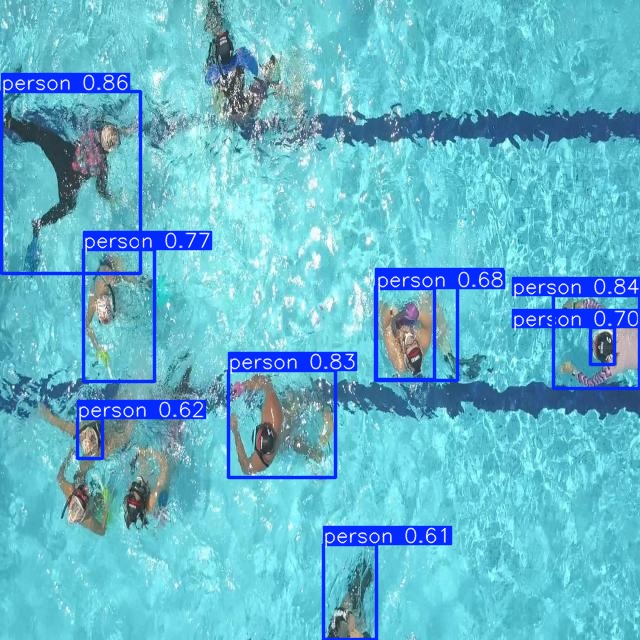 person 0.86
person 0.77
person 0.68
person 0.84
person 0.70
person 0.83
person 0.62
person 0.61